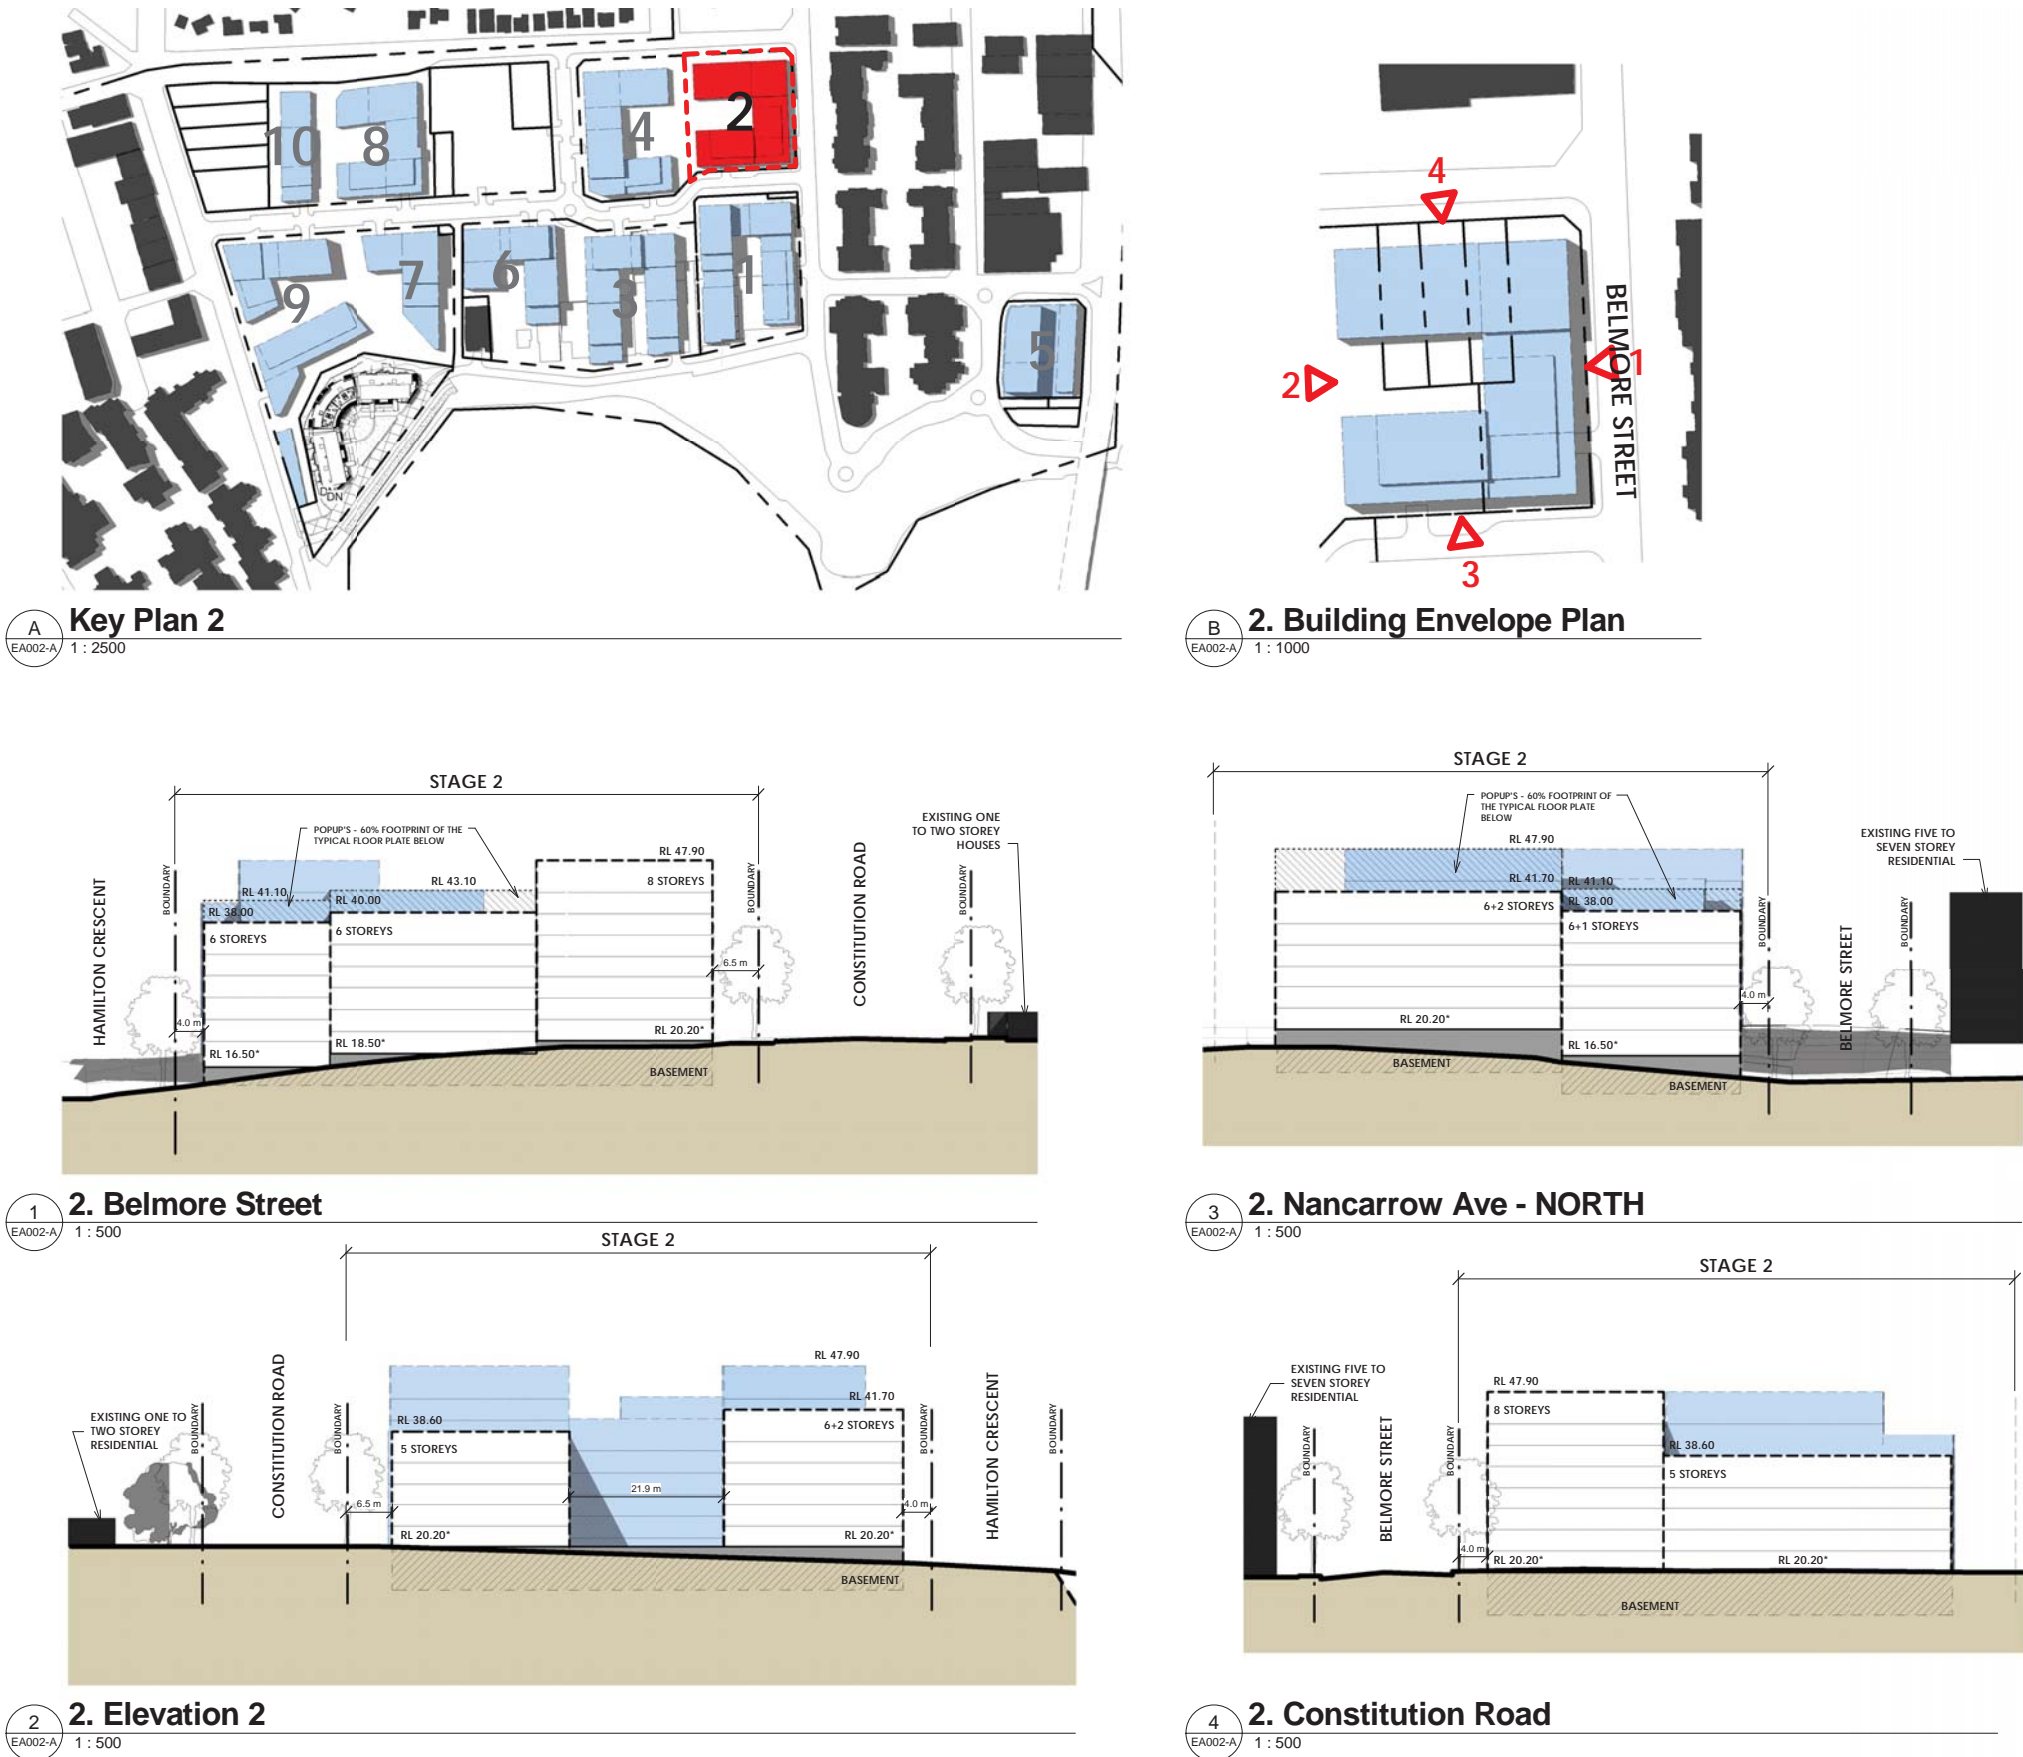 10
8
4
2
9
7
6
3
1
5
DN
A
EA002-A
Key Plan 2
1 : 2500
4
2
1
3
BELMORE STREET
B
EA002-A
2. Building Envelope Plan
1 : 1000
STAGE 2
POPUP'S - 60% FOOTPRINT OF THE
TYPICAL FLOOR PLATE BELOW
EXISTING ONE
TO TWO STOREY
HOUSES
HAMILTON CRESCENT
BOUNDARY
RL 41.10
RL 38.00
6 STOREYS
RL 43.10
RL 40.00
6 STOREYS
RL 47.90
8 STOREYS
BOUNDARY
CONSTITUTION ROAD
BOUNDARY
6.5 m
4.0 m
RL 16.50*
RL 18.50*
RL 20.20*
BASEMENT
1
EA002-A
2. Belmore Street
1 : 500
STAGE 2
POPUP'S - 60% FOOTPRINT OF
THE TYPICAL FLOOR PLATE
BELOW
EXISTING FIVE TO
SEVEN STOREY
RESIDENTIAL
RL 47.90
RL 41.70
RL 41.10
6+2 STOREYS
RL 38.00
6+1 STOREYS
BOUNDARY
BELMORE STREET
BOUNDARY
4.0 m
RL 20.20*
RL 16.50*
BASEMENT
BASEMENT
3
EA002-A
2. Nancarrow Ave - NORTH
1 : 500
STAGE 2
EXISTING ONE TO
TWO STOREY
RESIDENTIAL
BOUNDARY
CONSTITUTION ROAD
BOUNDARY
RL 38.60
5 STOREYS
RL 47.90
RL 41.70
6+2 STOREYS
BOUNDARY
HAMILTON CRESCENT
BOUNDARY
6.5 m
21.9 m
4.0 m
RL 20.20*
RL 20.20*
BASEMENT
2
EA002-A
2. Elevation 2
1 : 500
STAGE 2
EXISTING FIVE TO
SEVEN STOREY
RESIDENTIAL
BOUNDARY
BELMORE STREET
BOUNDARY
RL 47.90
8 STOREYS
RL 38.60
5 STOREYS
4.0 m
RL 20.20*
RL 20.20*
BASEMENT
4
EA002-A
2. Constitution Road
1 : 500